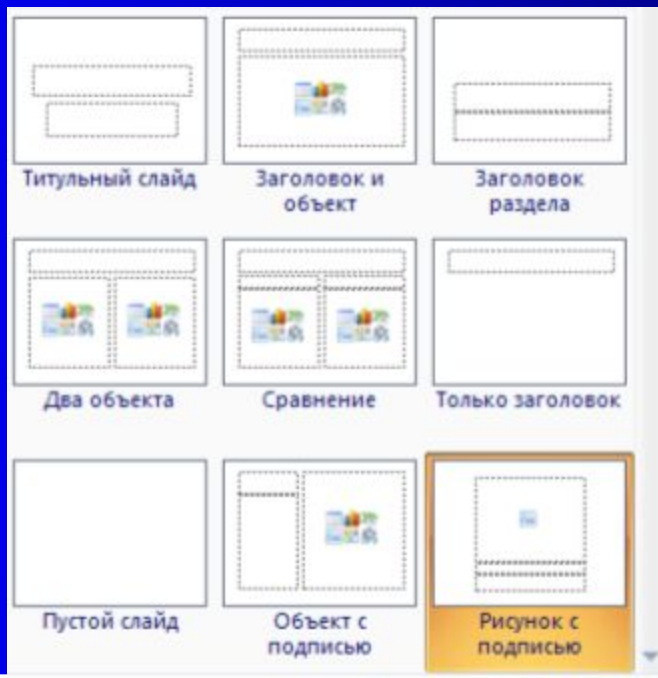 Титульный слайд
Заголовок и
объект
Заголовок
раздела
Два объекта
Сравнение
Только заголовок
Пустой слайд
Объект с
подписью
Рисунок с
подписью